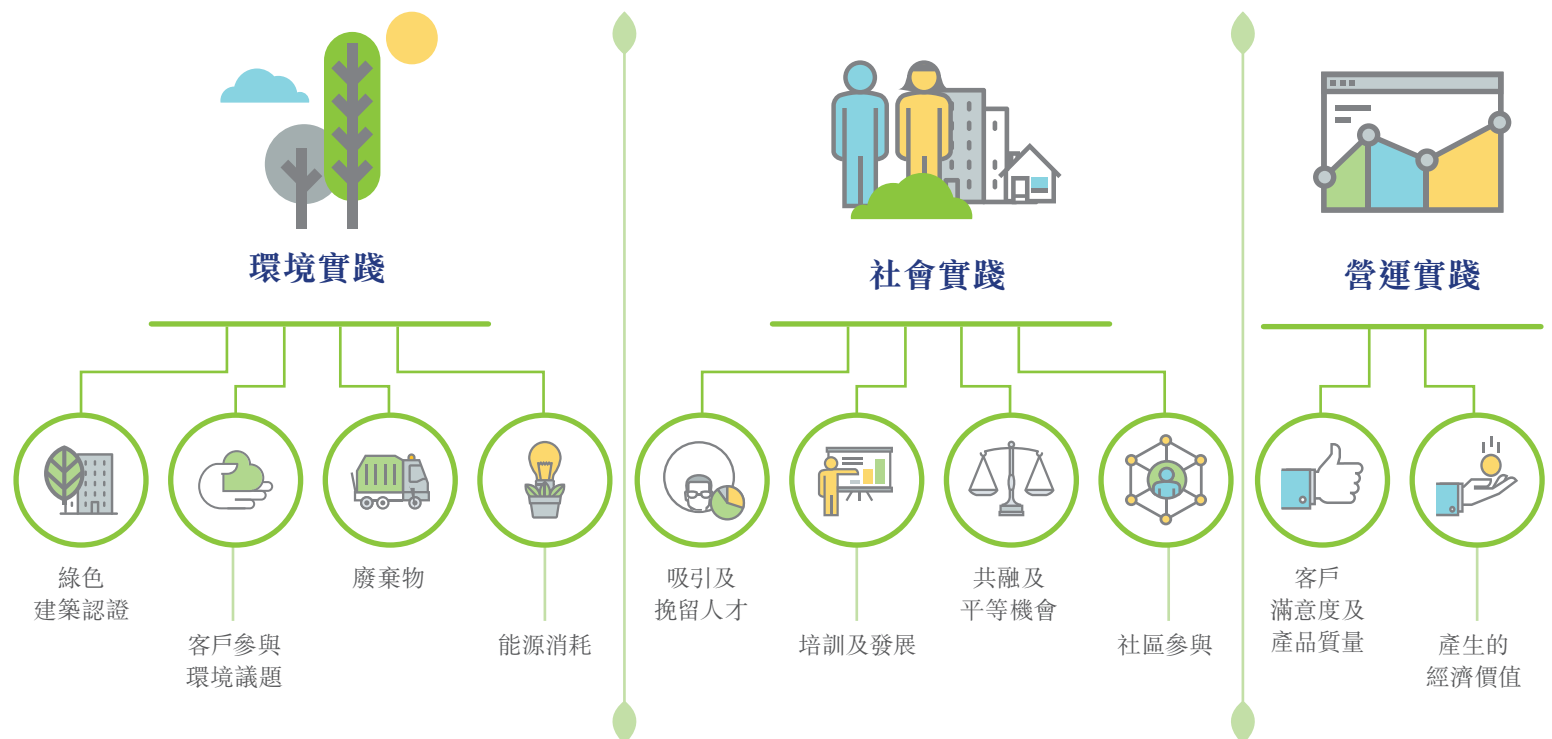 環境實踐
綠色
建築認證
客戶參與
環境議題
廢棄物
能源消耗
社會實踐
吸引及
挽留人才
培訓及發展
共融及
平等機會
社區參與
營運實踐
客戶
滿意度及
產品質量
產生的
經濟價值